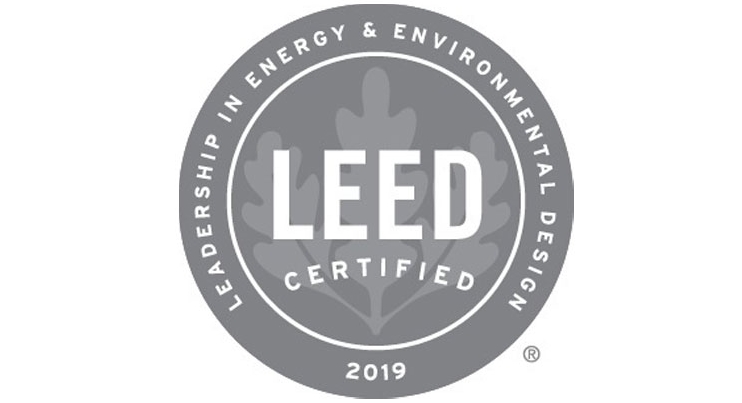 LEADERSHIP IN ENERGY & ENVIRONMENTAL DESIGN
LEED
CERTIFIED
2019
®